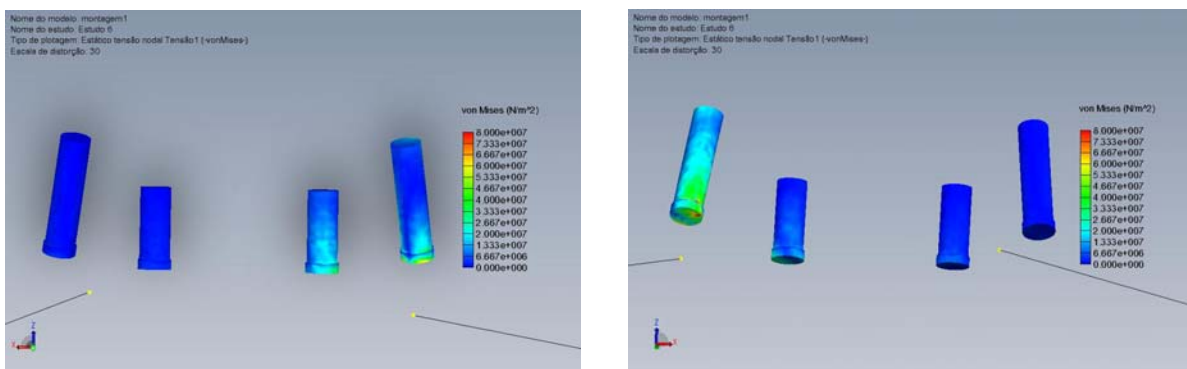 Nome do modelo: montagem1
Nome do estudo: Estudo 6
Tipo de plotagem: Estático tensão nodal Tensão1 (-vonMises-)
Escala de distorção: 30
von Mises (N/m^2)
8.000e+007
7.333e+007
6.667e+007
6.000e+007
5.333e+007
4.667e+007
4.000e+007
3.333e+007
2.667e+007
2.000e+007
1.333e+007
6.667e+006
0.000e+000
Z
X
Nome do modelo: montagem1
Nome do estudo: Estudo 6
Tipo de plotagem: Estático tensão nodal Tensão1 (-vonMises-)
Escala de distorção: 30
von Mises (N/m^2)
8.000e+007
7.333e+007
6.667e+007
6.000e+007
5.333e+007
4.667e+007
4.000e+007
3.333e+007
2.667e+007
2.000e+007
1.333e+007
6.667e+006
0.000e+000
Z
X